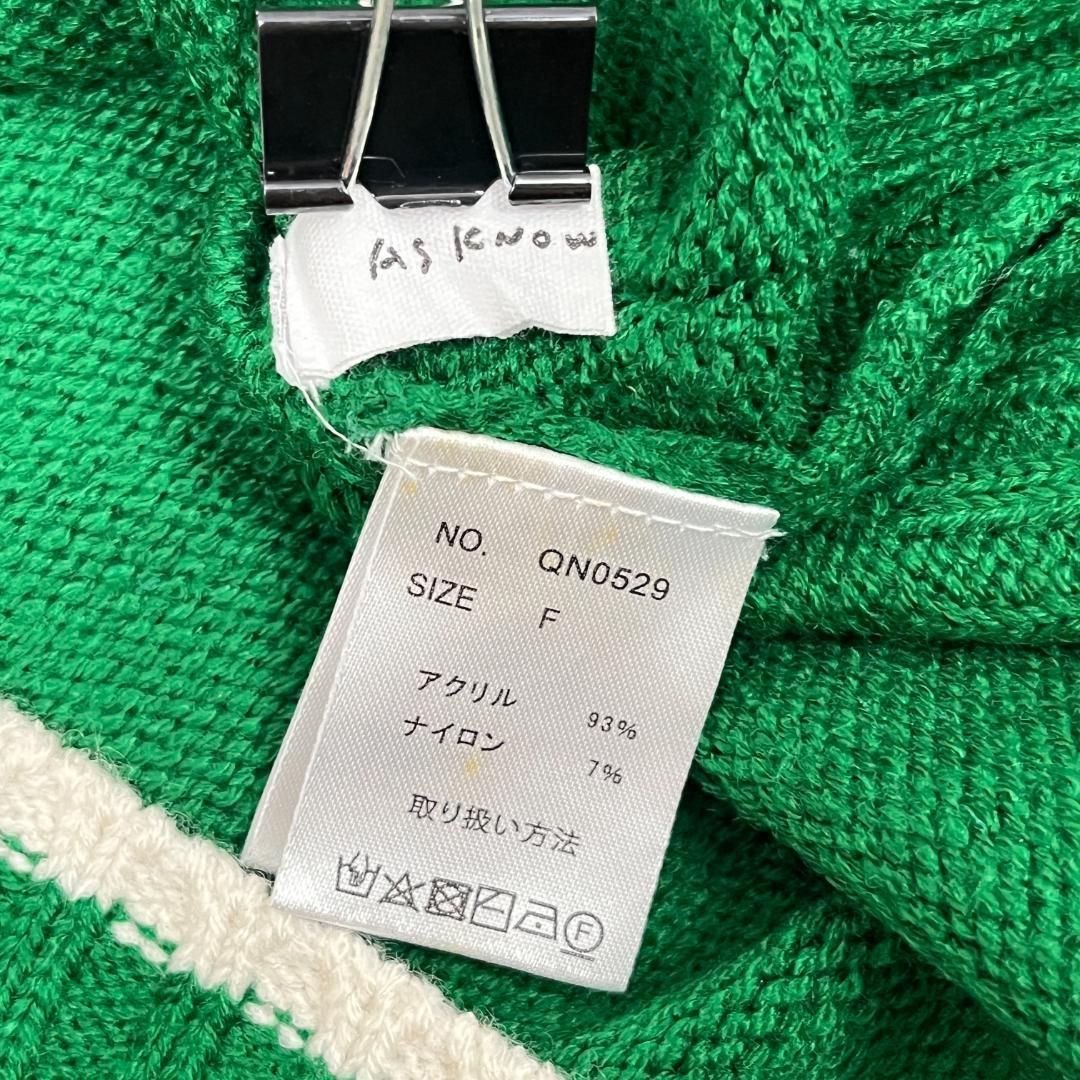 AS KNOW
NO. QN0529
SIZE F
アクリル 93%
ナイロン 7%
取り扱い方法
F